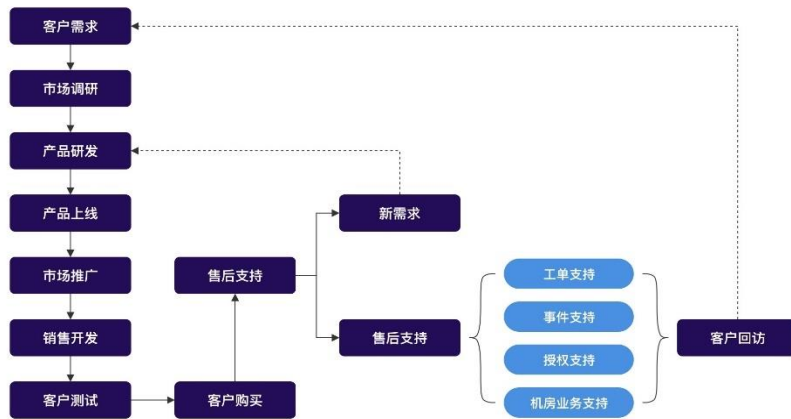 客户需求
市场调研
产品研发
产品上线
市场推广
销售开发
客户测试
客户购买
售后支持
新需求
售后支持
工单支持
事件支持
授权支持
机房业务支持
客户回访